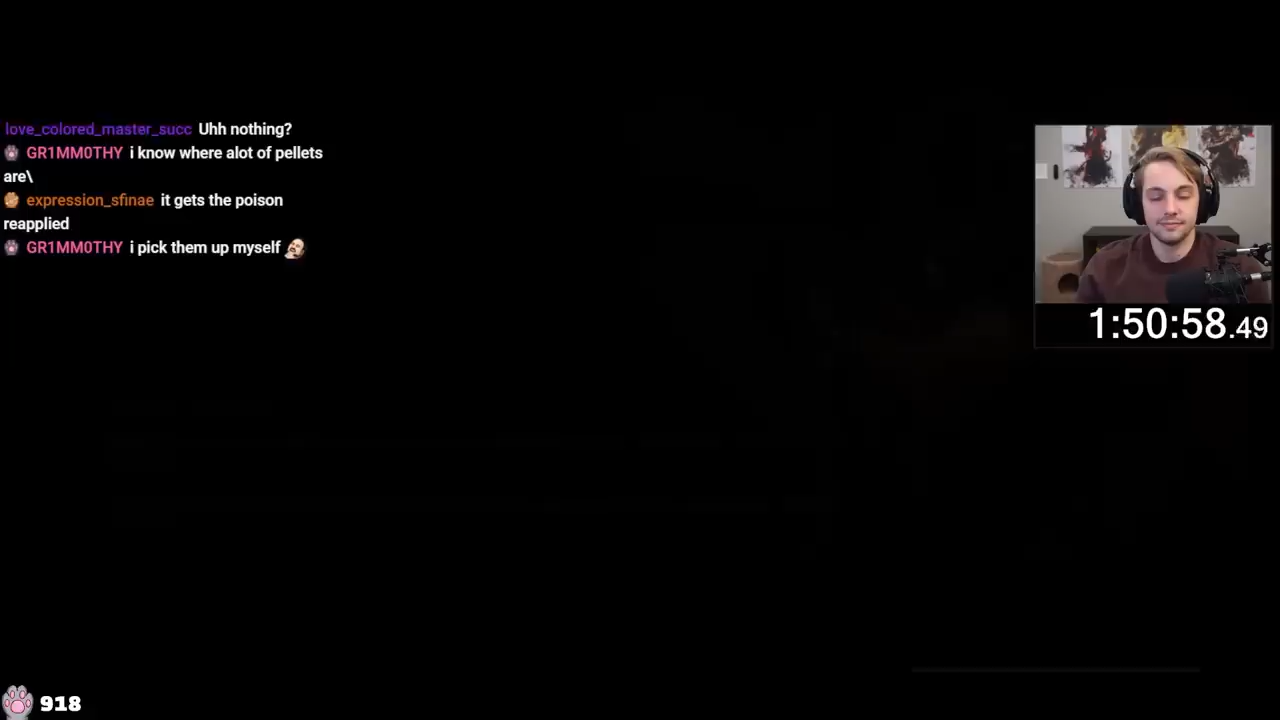 love_colored_master_succ Uhh nothing?
GR1MM0THY i know where alot of pellets
are\
expression_sfinae it gets the poison
reapplied
GR1MM0THY i pick them up myself
1:50:58.49
918